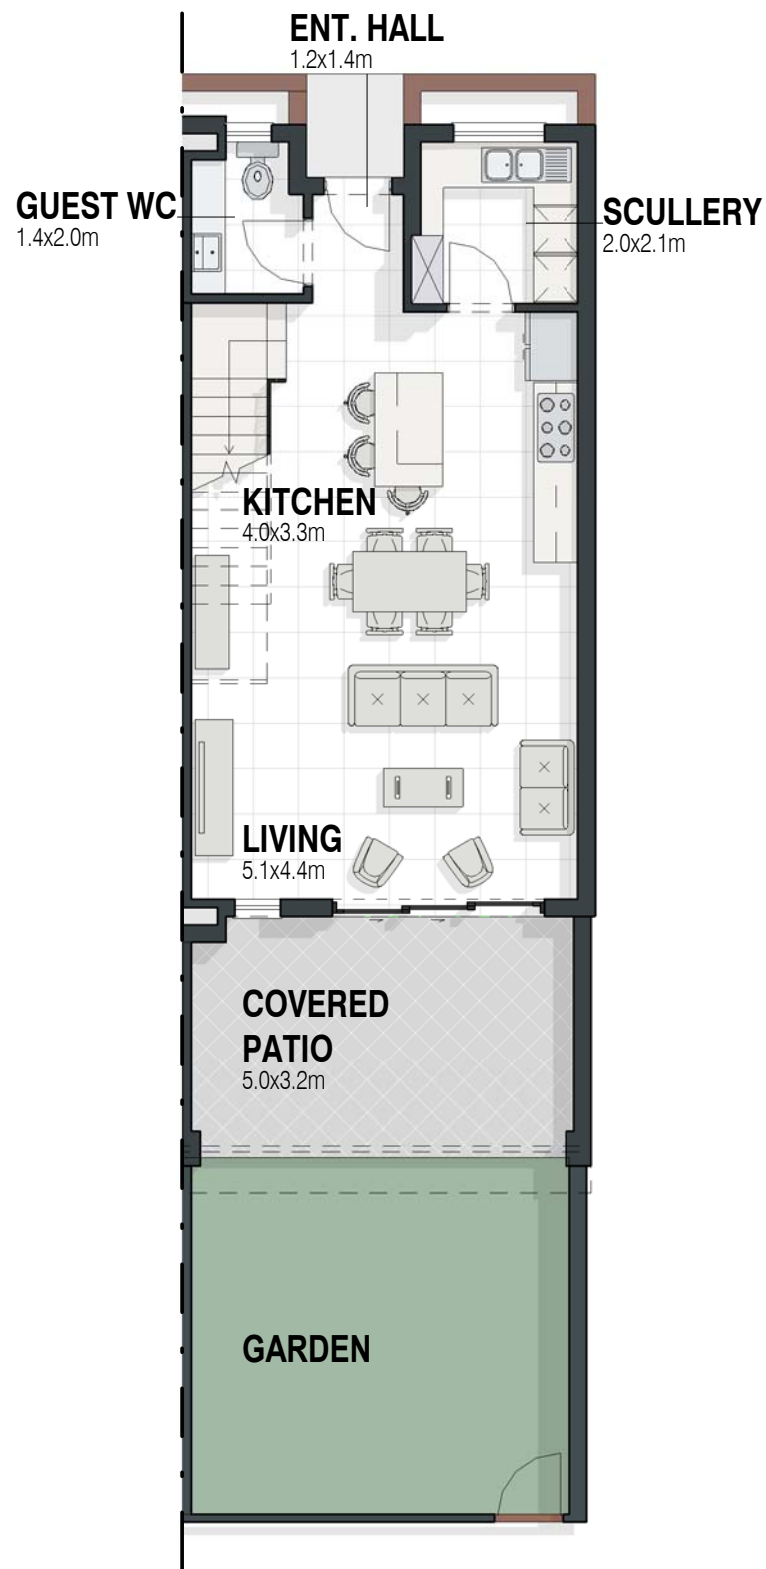 ENT. HALL
1.2x1.4m
GUEST WC
1.4x2.0m
SCULLERY
2.0x2.1m
KITCHEN
4.0x3.3m
LIVING
5.1x4.4m
COVERED
PATIO
5.0x3.2m
GARDEN